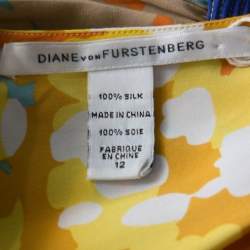 DIANE VON FURSTENBERG
100% SILK
MADE IN CHINA
100% SOIE
FABRIQUE
EN CHINE
12